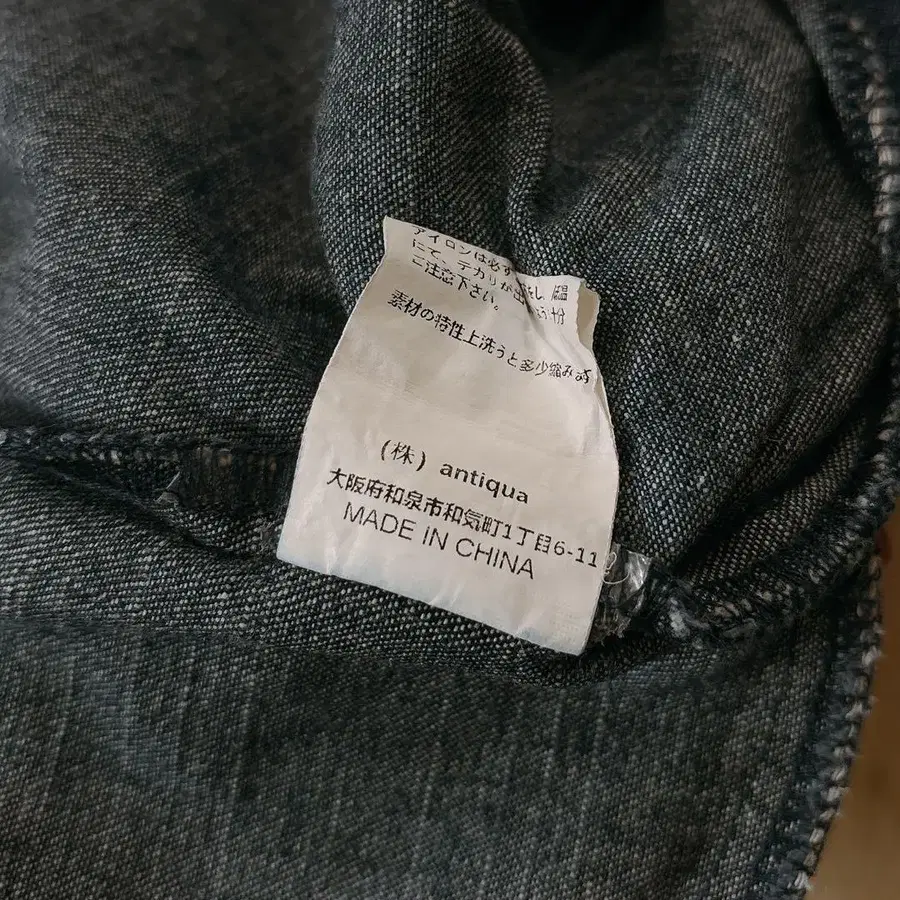 アイロンは必ず
にて、テカリが出
ご注意下さい。
素材の特性上洗うと多少縮みま
(株) antiqua
大阪府和泉市和気町1丁目6-11
MADE IN CHINA